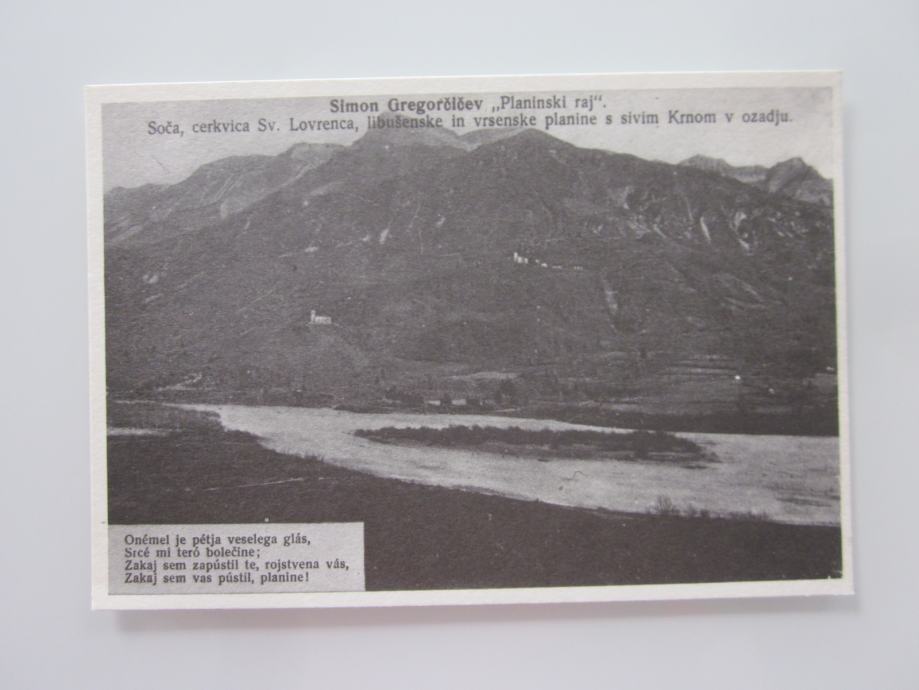 Simon Gregorčičev „Planinski raj“.
Soča, cerkvica Sv. Lovrenca, libušenske in vrsenske planine s sivim Krnom v ozadju.
Onémel je pétja veselega glás,
Srcé mi teró bolečine;
Zakaj sem zapústil te, rojstvena vás,
Zakaj sem vas pústil, planine!